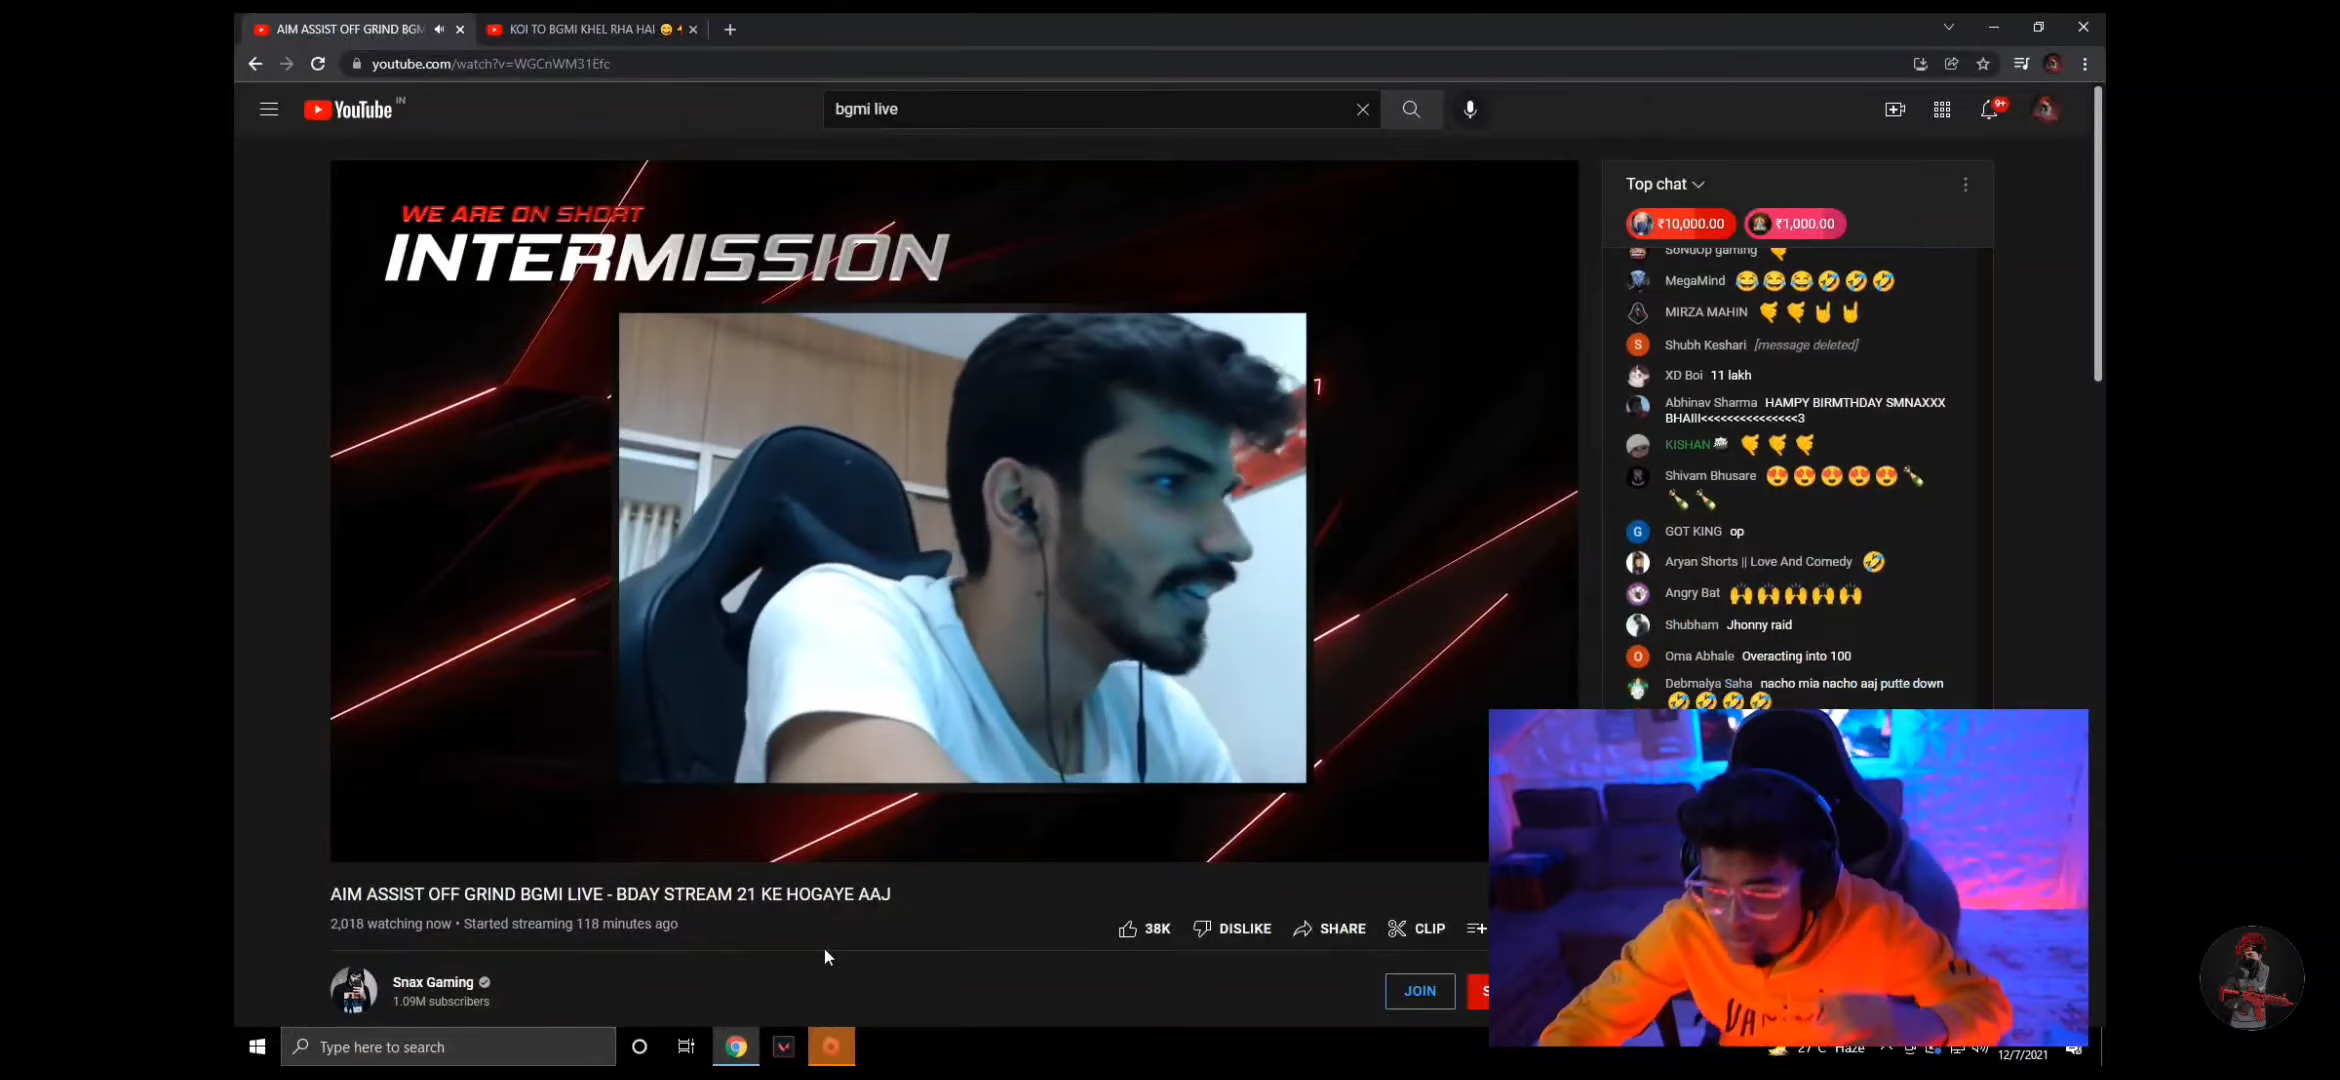 AIM ASSIST OFF GRIND BGM
KOI TO BGMI KHEL RHA HAI
youtube.com/watch?v=WGCnWM31Efc
YouTube IN
bgmi live
9+
WE ARE ON SHORT
INTERMISSION
Top chat
₹10,000.00 ₹1,000.00
SoNuOp gaming
MegaMind 😂😂😂🤣🤣🤣
MIRZA MAHIN
Shubh Keshari [message deleted]
XD Boi 11 lakh
Abhinav Sharma HAMPY BIRMTHDAY SMNAXXX
BHAIII<<<<<<<<<<<<<<<3
KISHAN
Shivam Bhusare 😍😍😍😍😍🍾
🍾🍾
G GOT KING op
Aryan Shorts || Love And Comedy 🤣
Angry Bat 🙌🙌🙌🙌🙌
Shubham Jhonny raid
O Oma Abhale Overacting into 100
Debmalya Saha nacho mia nacho aaj putte down
🤣🤣🤣🤣
AIM ASSIST OFF GRIND BGMI LIVE - BDAY STREAM 21 KE HOGAYE AAJ
2,018 watching now • Started streaming 118 minutes ago
38K DISLIKE SHARE CLIP
Snax Gaming
1.09M subscribers
JOIN S
Type here to search
27°C Haze
12/7/2021